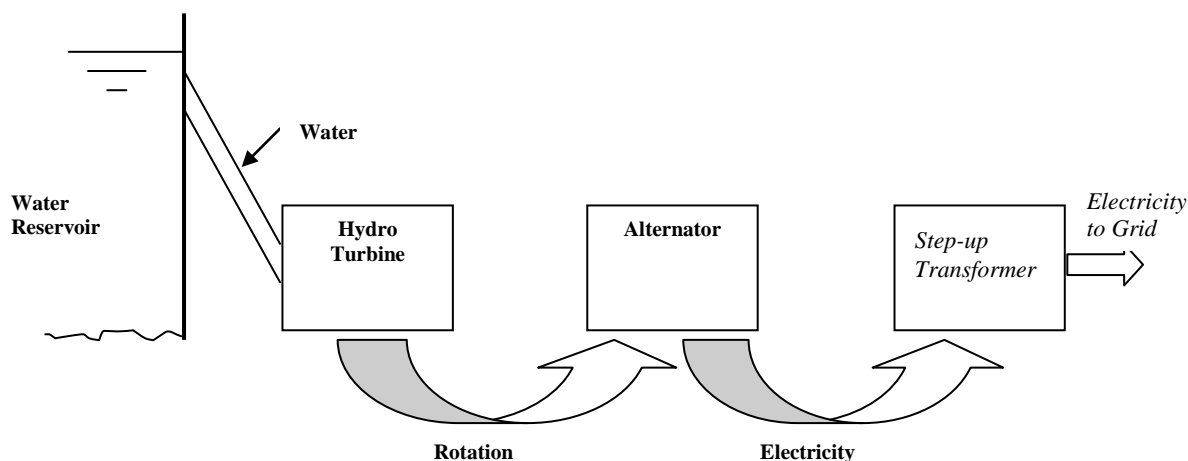 Water
Water
Reservoir
Hydro
Turbine
Alternator
Step-up
Transformer
Electricity
to Grid
Rotation
Electricity